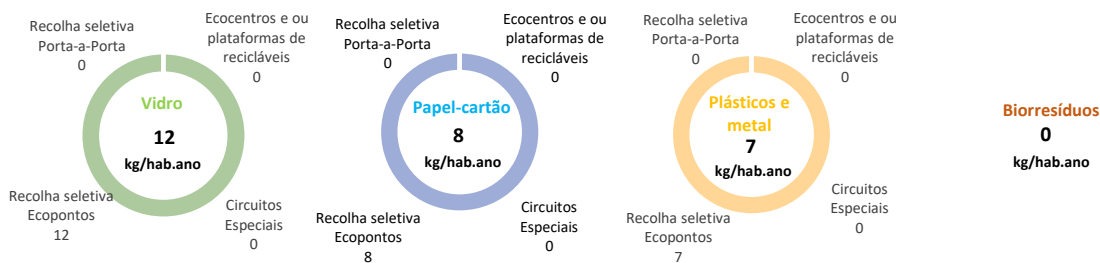 Recolha seletiva
Porta-a-Porta
0
Ecocentros e ou
plataformas de
recicláveis
0
Vidro
12
kg/hab.ano
Recolha seletiva
Ecopontos
12
Circuitos
Especiais
0
Recolha seletiva
Porta-a-Porta
0
Ecocentros e ou
plataformas de
recicláveis
0
Papel-cartão
8
kg/hab.ano
Recolha seletiva
Ecopontos
8
Circuitos
Especiais
0
Recolha seletiva
Porta-a-Porta
0
Ecocentros e ou
plataformas de
recicláveis
0
Plásticos e
metal
7
kg/hab.ano
Recolha seletiva
Ecopontos
7
Circuitos
Especiais
0
Biorresíduos
0
kg/hab.ano